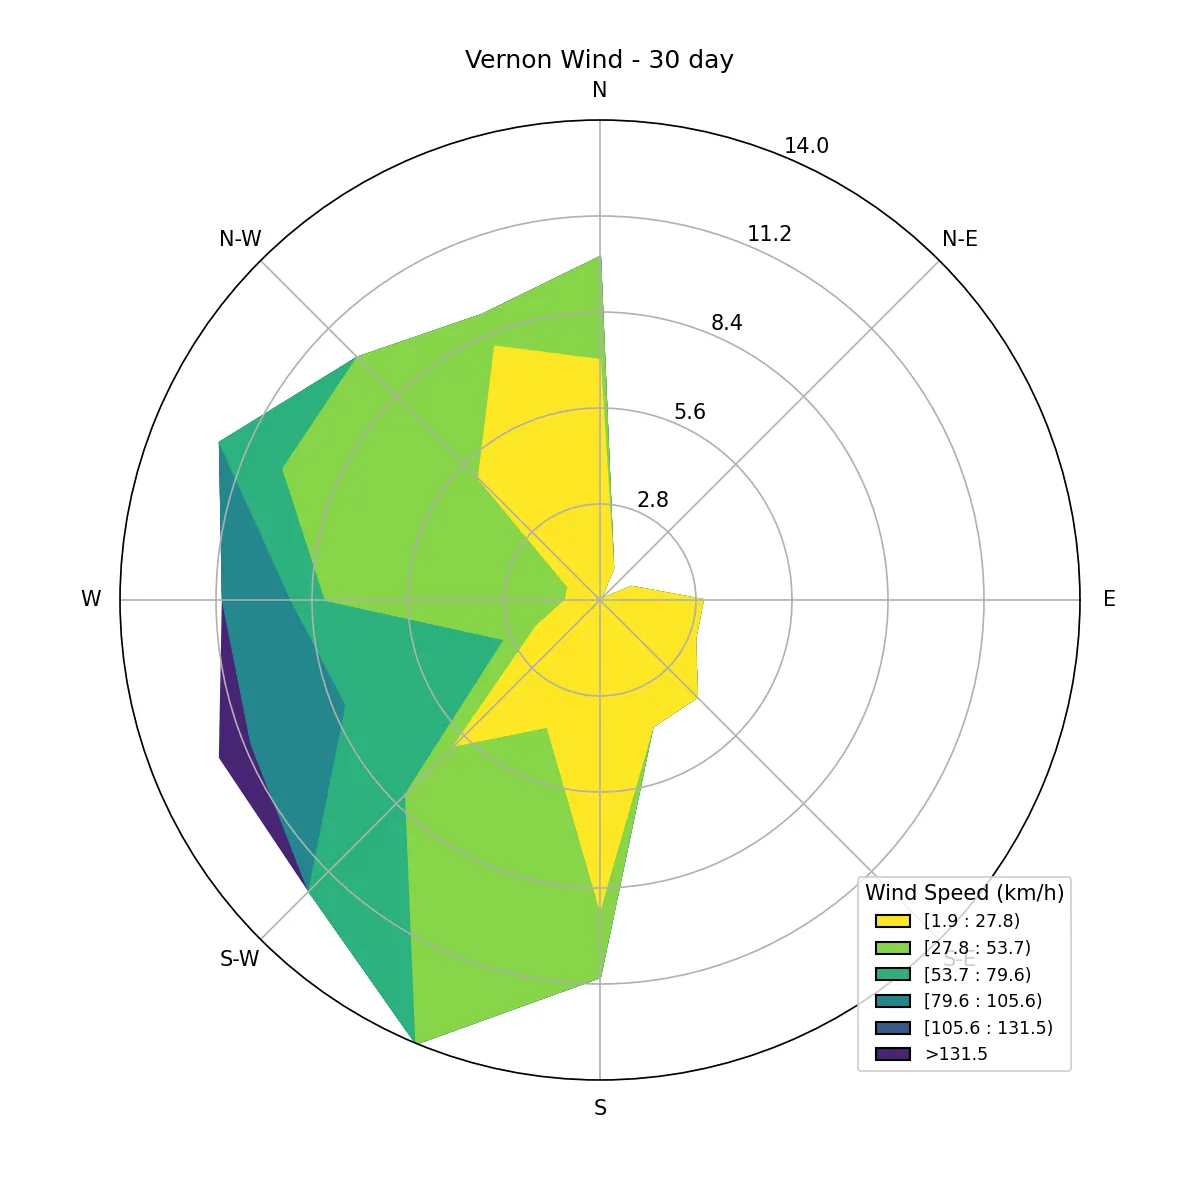 Vernon Wind - 30 day
N
14.0
11.2
N-W
N-E
8.4
5.6
2.8
W
E
S-W
S-E
S
Wind Speed (km/h)
[1.9 : 27.8)
[27.8 : 53.7)
[53.7 : 79.6)
[79.6 : 105.6)
[105.6 : 131.5)
>131.5